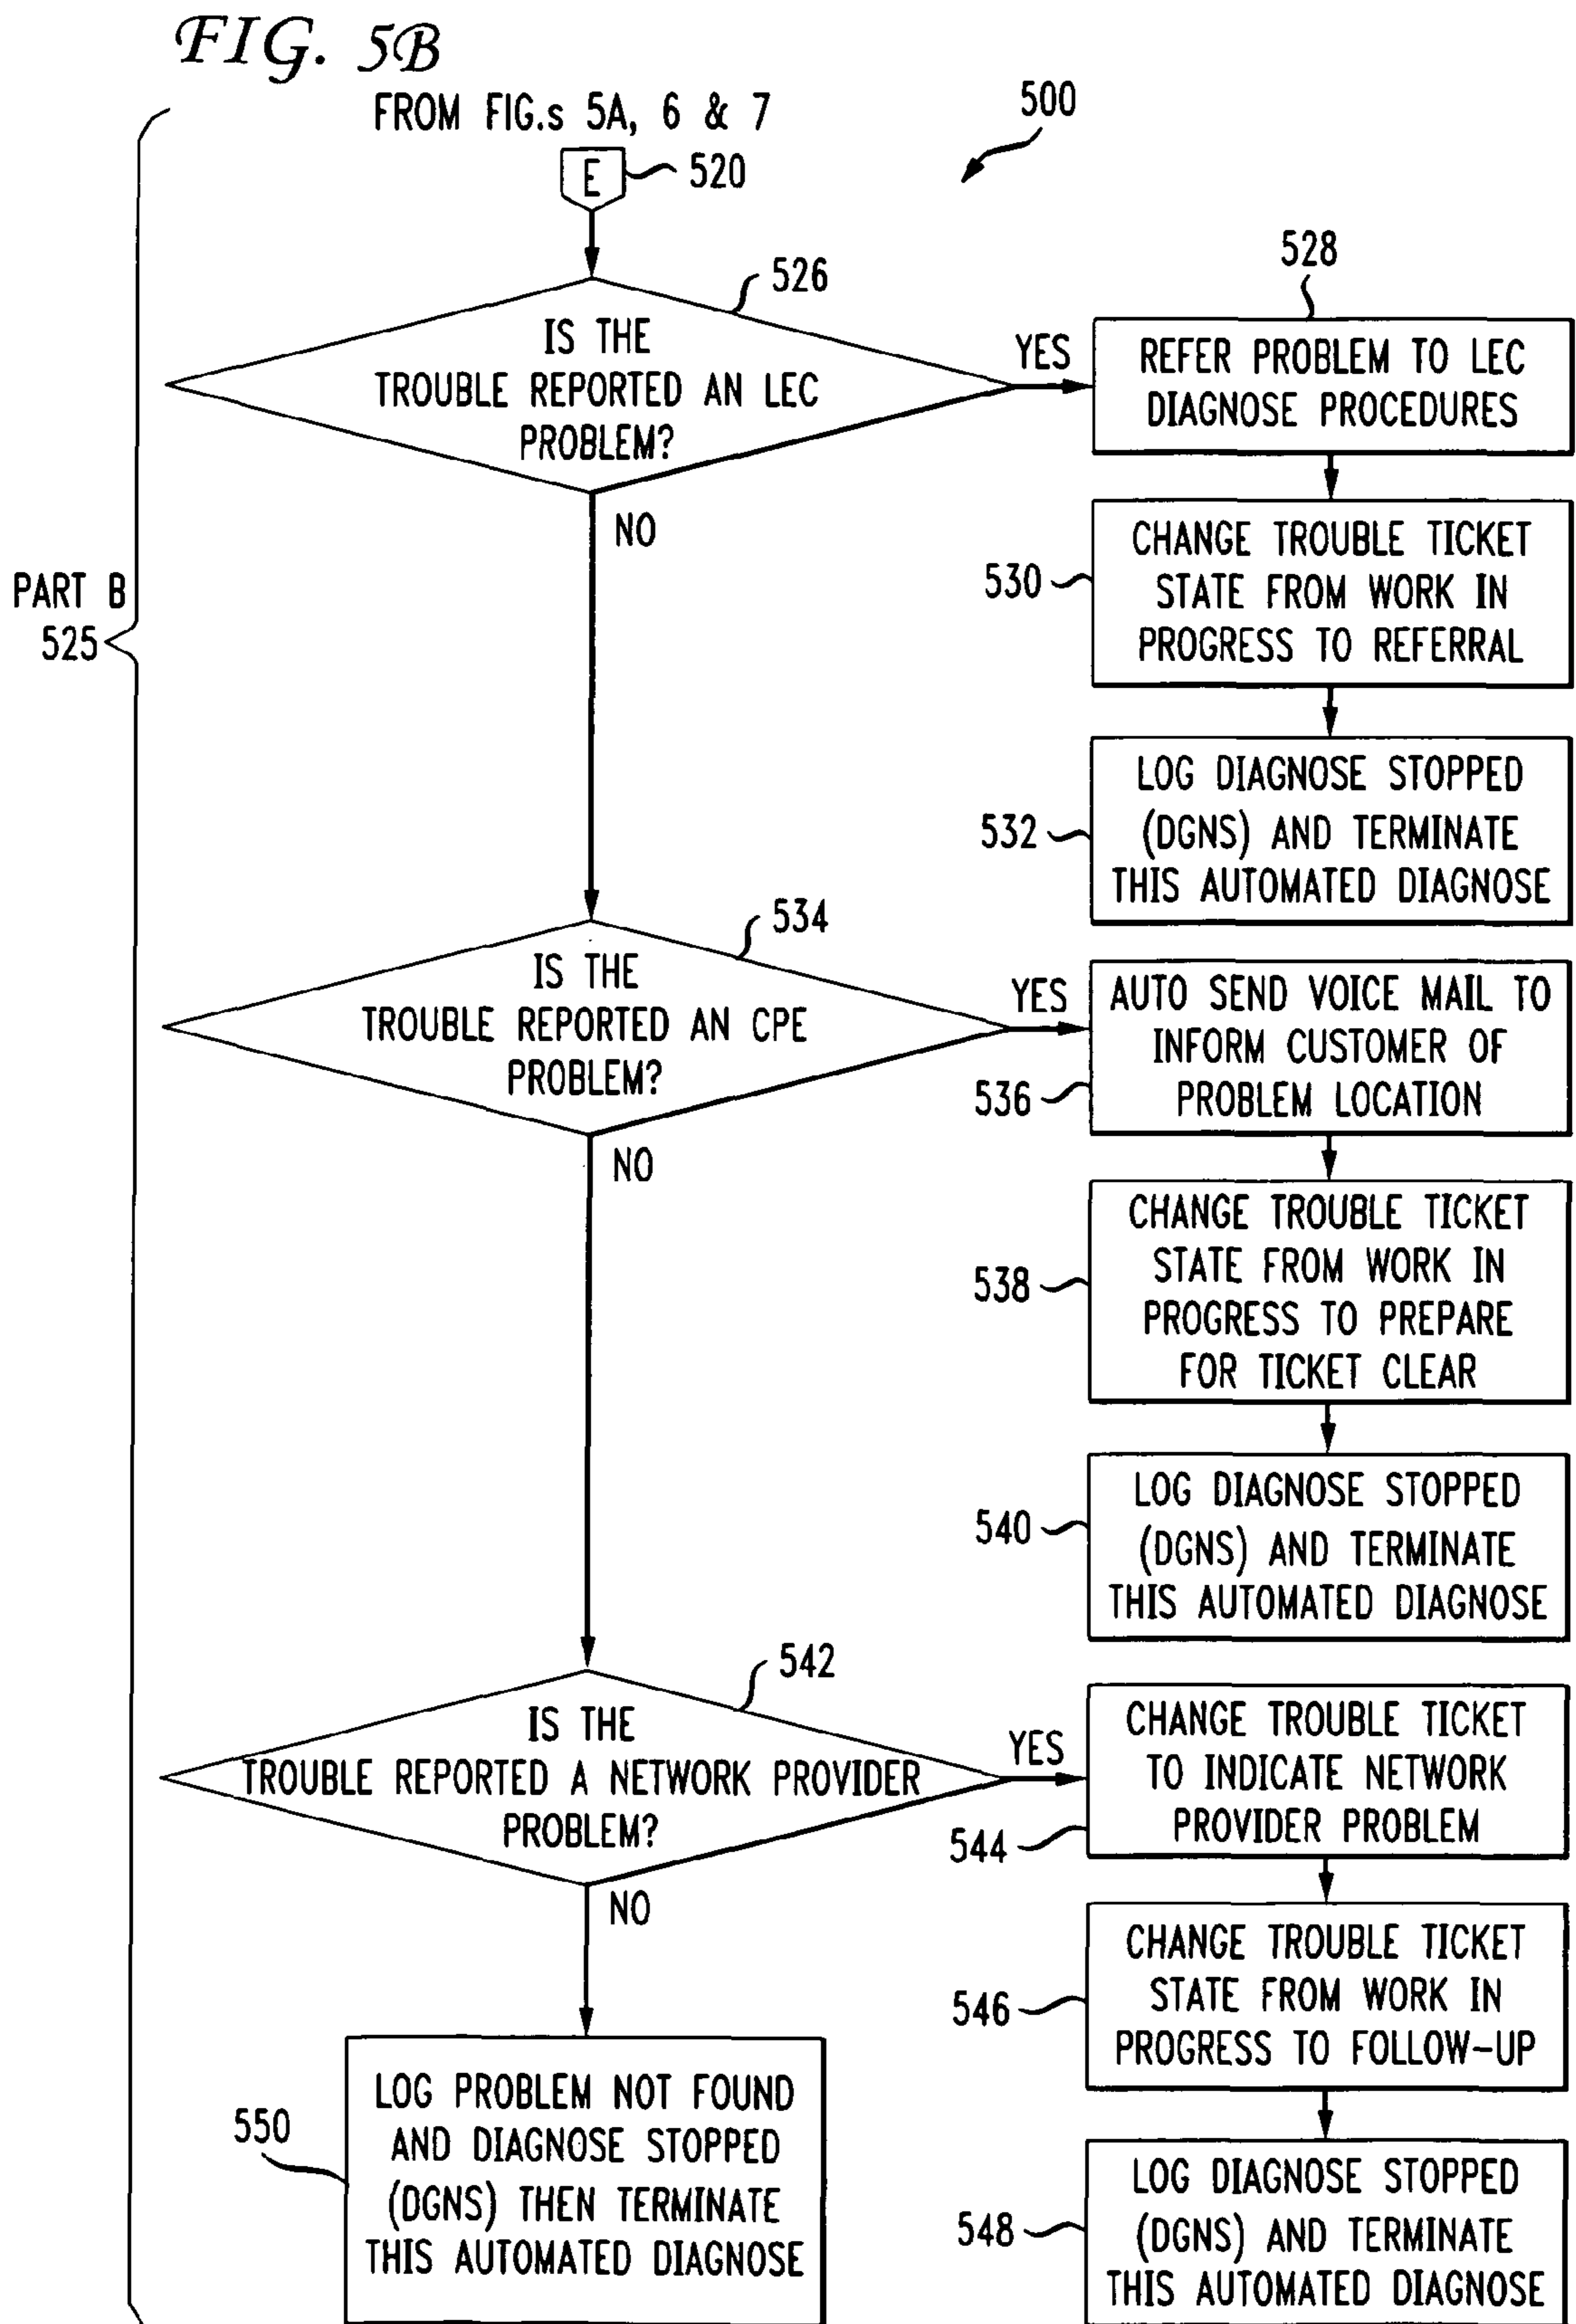 FIG. 5B
FROM FIG.s 5A, 6 & 7
500
E
520
526
IS THE
TROUBLE REPORTED AN LEC
PROBLEM?
YES
NO
528
REFER PROBLEM TO LEC
DIAGNOSE PROCEDURES
530
CHANGE TROUBLE TICKET
STATE FROM WORK IN
PROGRESS TO REFERRAL
PART B
525
532
LOG DIAGNOSE STOPPED
(DGNS) AND TERMINATE
THIS AUTOMATED DIAGNOSE
534
IS THE
TROUBLE REPORTED AN CPE
PROBLEM?
YES
NO
536
AUTO SEND VOICE MAIL TO
INFORM CUSTOMER OF
PROBLEM LOCATION
538
CHANGE TROUBLE TICKET
STATE FROM WORK IN
PROGRESS TO PREPARE
FOR TICKET CLEAR
540
LOG DIAGNOSE STOPPED
(DGNS) AND TERMINATE
THIS AUTOMATED DIAGNOSE
542
IS THE
TROUBLE REPORTED A NETWORK PROVIDER
PROBLEM?
YES
NO
544
CHANGE TROUBLE TICKET
TO INDICATE NETWORK
PROVIDER PROBLEM
546
CHANGE TROUBLE TICKET
STATE FROM WORK IN
PROGRESS TO FOLLOW-UP
548
LOG DIAGNOSE STOPPED
(DGNS) AND TERMINATE
THIS AUTOMATED DIAGNOSE
550
LOG PROBLEM NOT FOUND
AND DIAGNOSE STOPPED
(DGNS) THEN TERMINATE
THIS AUTOMATED DIAGNOSE